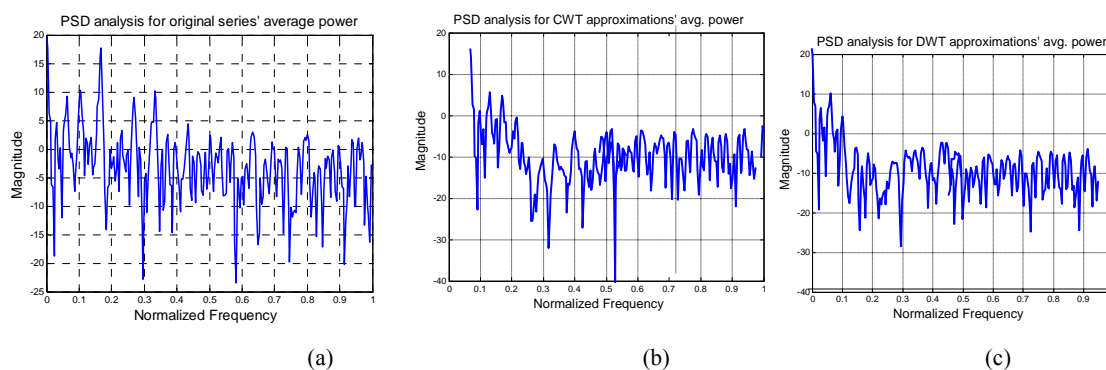 PSD analysis for original series' average power
20
15
10
5
0
-5
-10
-15
-20
-25
Magnitude
0 0.1 0.2 0.3 0.4 0.5 0.6 0.7 0.8 0.9 1
Normalized Frequency
(a)
PSD analysis for CWT approximations' avg. power
20
10
0
-10
-20
-30
-40
Magnitude
0 0.1 0.2 0.3 0.4 0.5 0.6 0.7 0.8 0.9 1
Normalized Frequency
(b)
PSD analysis for DWT approximations' avg. power
20
10
0
-10
-20
-30
-40
Magnitude
0 0.1 0.2 0.3 0.4 0.5 0.6 0.7 0.8 0.9
Normalized Frequency
(c)